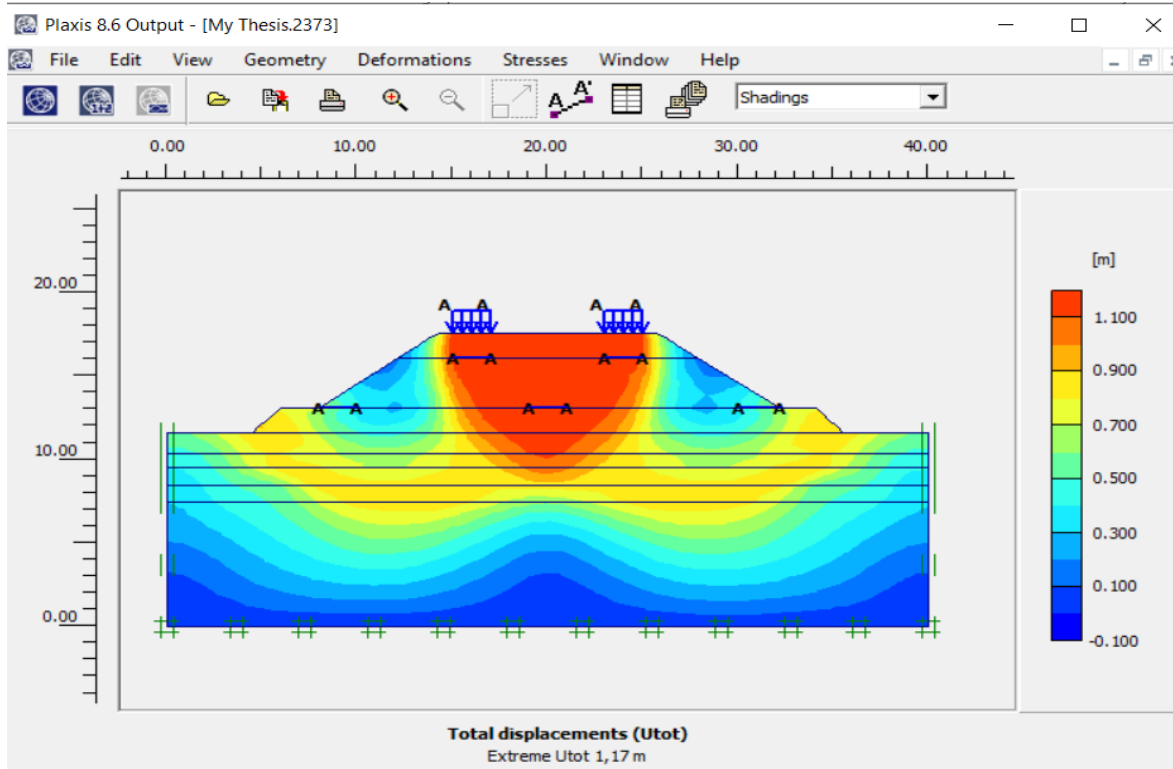 Plaxis 8.6 Output - [My Thesis.2373]
File Edit View Geometry Deformations Stresses Window Help
A A* Shadings
0.00 10.00 20.00 30.00 40.00
20.00
10.00
0.00
A A A A
A A A A
A A A A A A
[m]
1.100
0.900
0.700
0.500
0.300
0.100
-0.100
Total displacements (Utot)
Extreme Utot 1,17 m